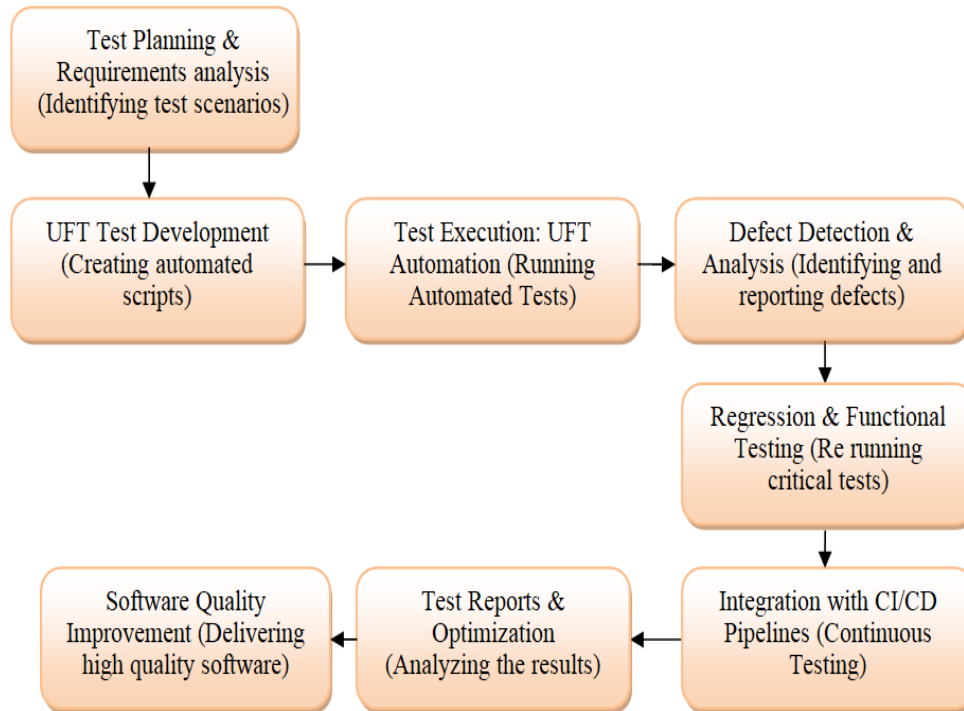 Test Planning &
Requirements analysis
(Identifying test scenarios)
UFT Test Development
(Creating automated
scripts)
Test Execution: UFT
Automation (Running
Automated Tests)
Defect Detection &
Analysis (Identifying and
reporting defects)
Regression & Functional
Testing (Re running
critical tests)
Integration with CI/CD
Pipelines (Continuous
Testing)
Test Reports &
Optimization
(Analyzing the results)
Software Quality
Improvement (Delivering
high quality software)